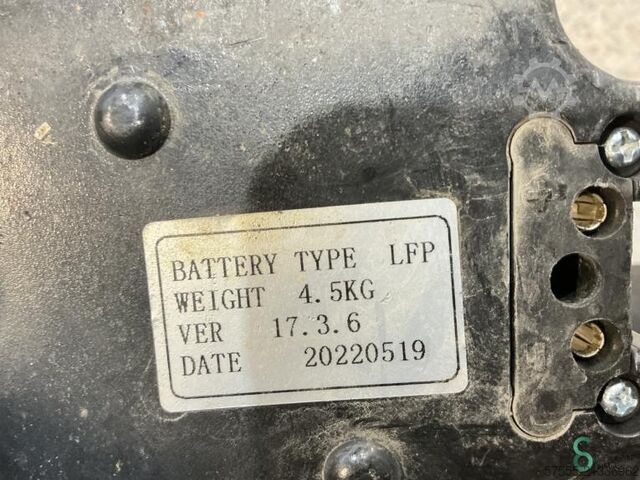 BATTERY TYPE LFP
WEIGHT 4.5KG
VER 17.3.6
DATE 20220519
+